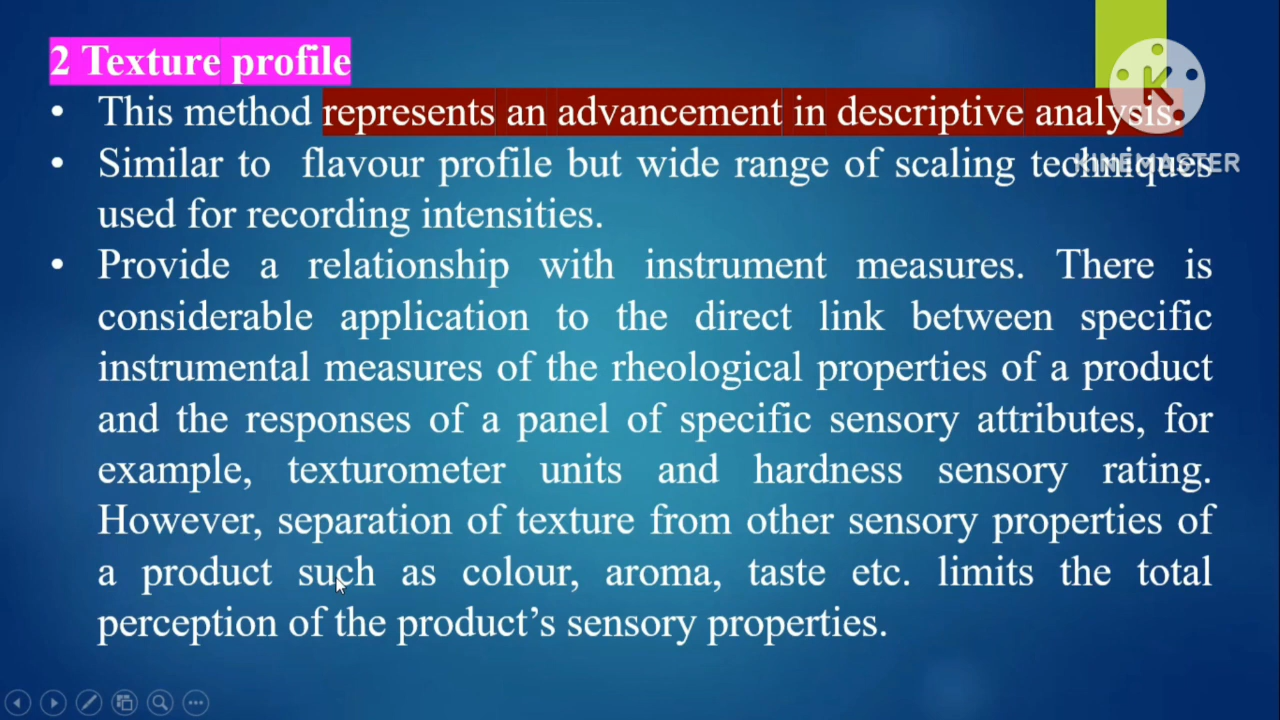 2 Texture profile
• This method represents an advancement in descriptive analysis.
• Similar to flavour profile but wide range of scaling techniques
used for recording intensities.
• Provide a relationship with instrument measures. There is
considerable application to the direct link between specific
instrumental measures of the rheological properties of a product
and the responses of a panel of specific sensory attributes, for
example, texturometer units and hardness sensory rating.
However, separation of texture from other sensory properties of
a product such as colour, aroma, taste etc. limits the total
perception of the product’s sensory properties.
K
KINEMASTER